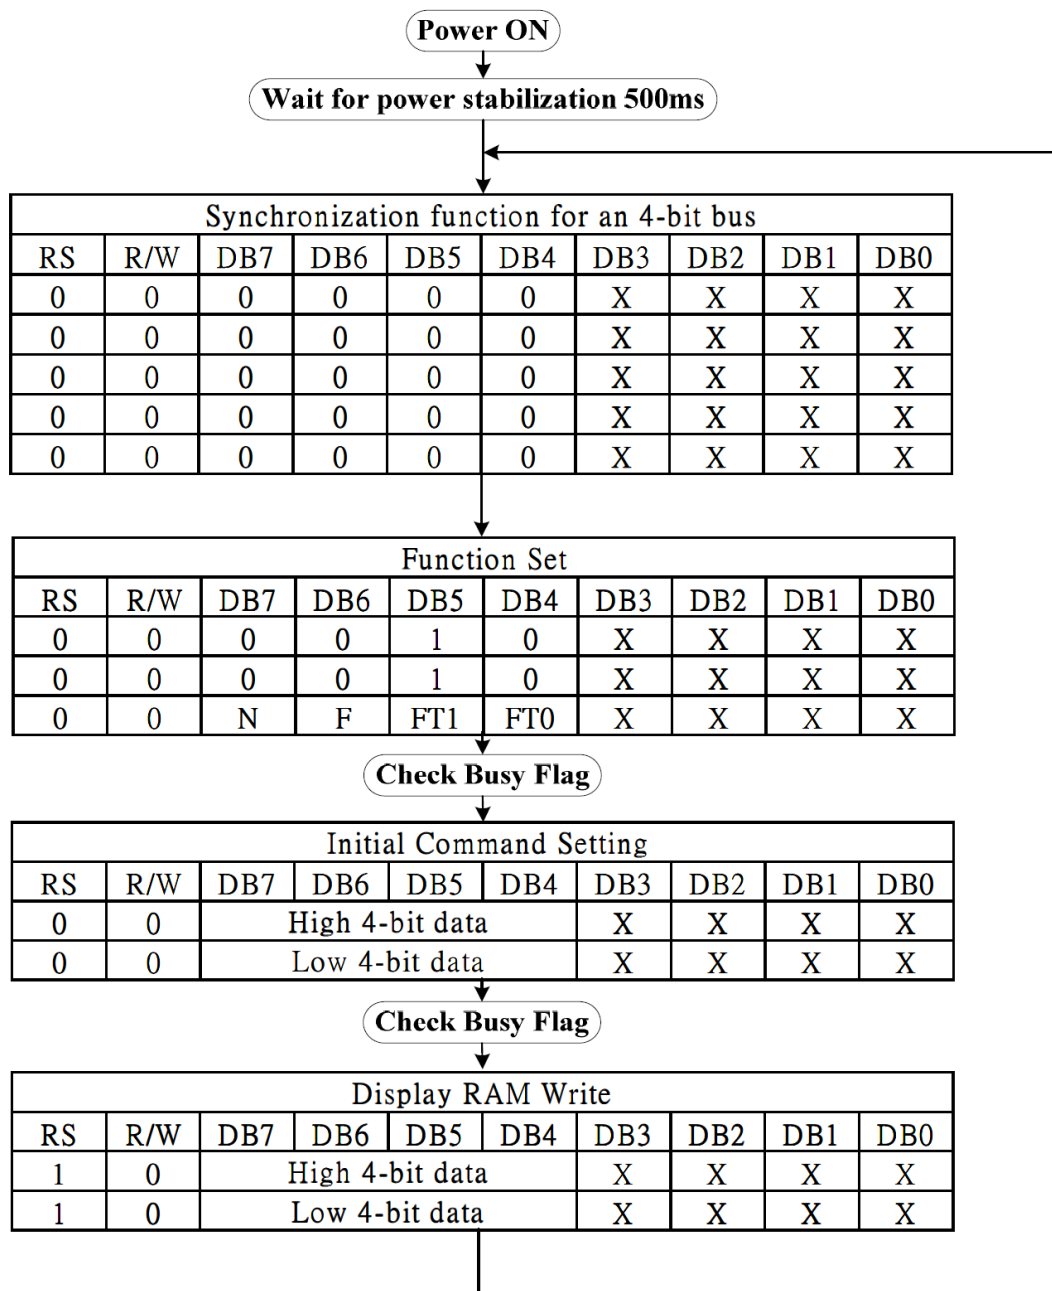 Power ON
Wait for power stabilization 500ms
Synchronization function for an 4-bit bus
RS R/W DB7 DB6 DB5 DB4 DB3 DB2 DB1 DB0
0 0 0 0 0 0 X X X X
0 0 0 0 0 0 X X X X
0 0 0 0 0 0 X X X X
0 0 0 0 0 0 X X X X
0 0 0 0 0 0 X X X X
Function Set
RS R/W DB7 DB6 DB5 DB4 DB3 DB2 DB1 DB0
0 0 0 0 1 0 X X X X
0 0 0 0 1 0 X X X X
0 0 N F FT1 FT0 X X X X
Check Busy Flag
Initial Command Setting
RS R/W DB7 DB6 DB5 DB4 DB3 DB2 DB1 DB0
0 0 High 4-bit data X X X X
0 0 Low 4-bit data X X X X
Check Busy Flag
Display RAM Write
RS R/W DB7 DB6 DB5 DB4 DB3 DB2 DB1 DB0
1 0 High 4-bit data X X X X
1 0 Low 4-bit data X X X X